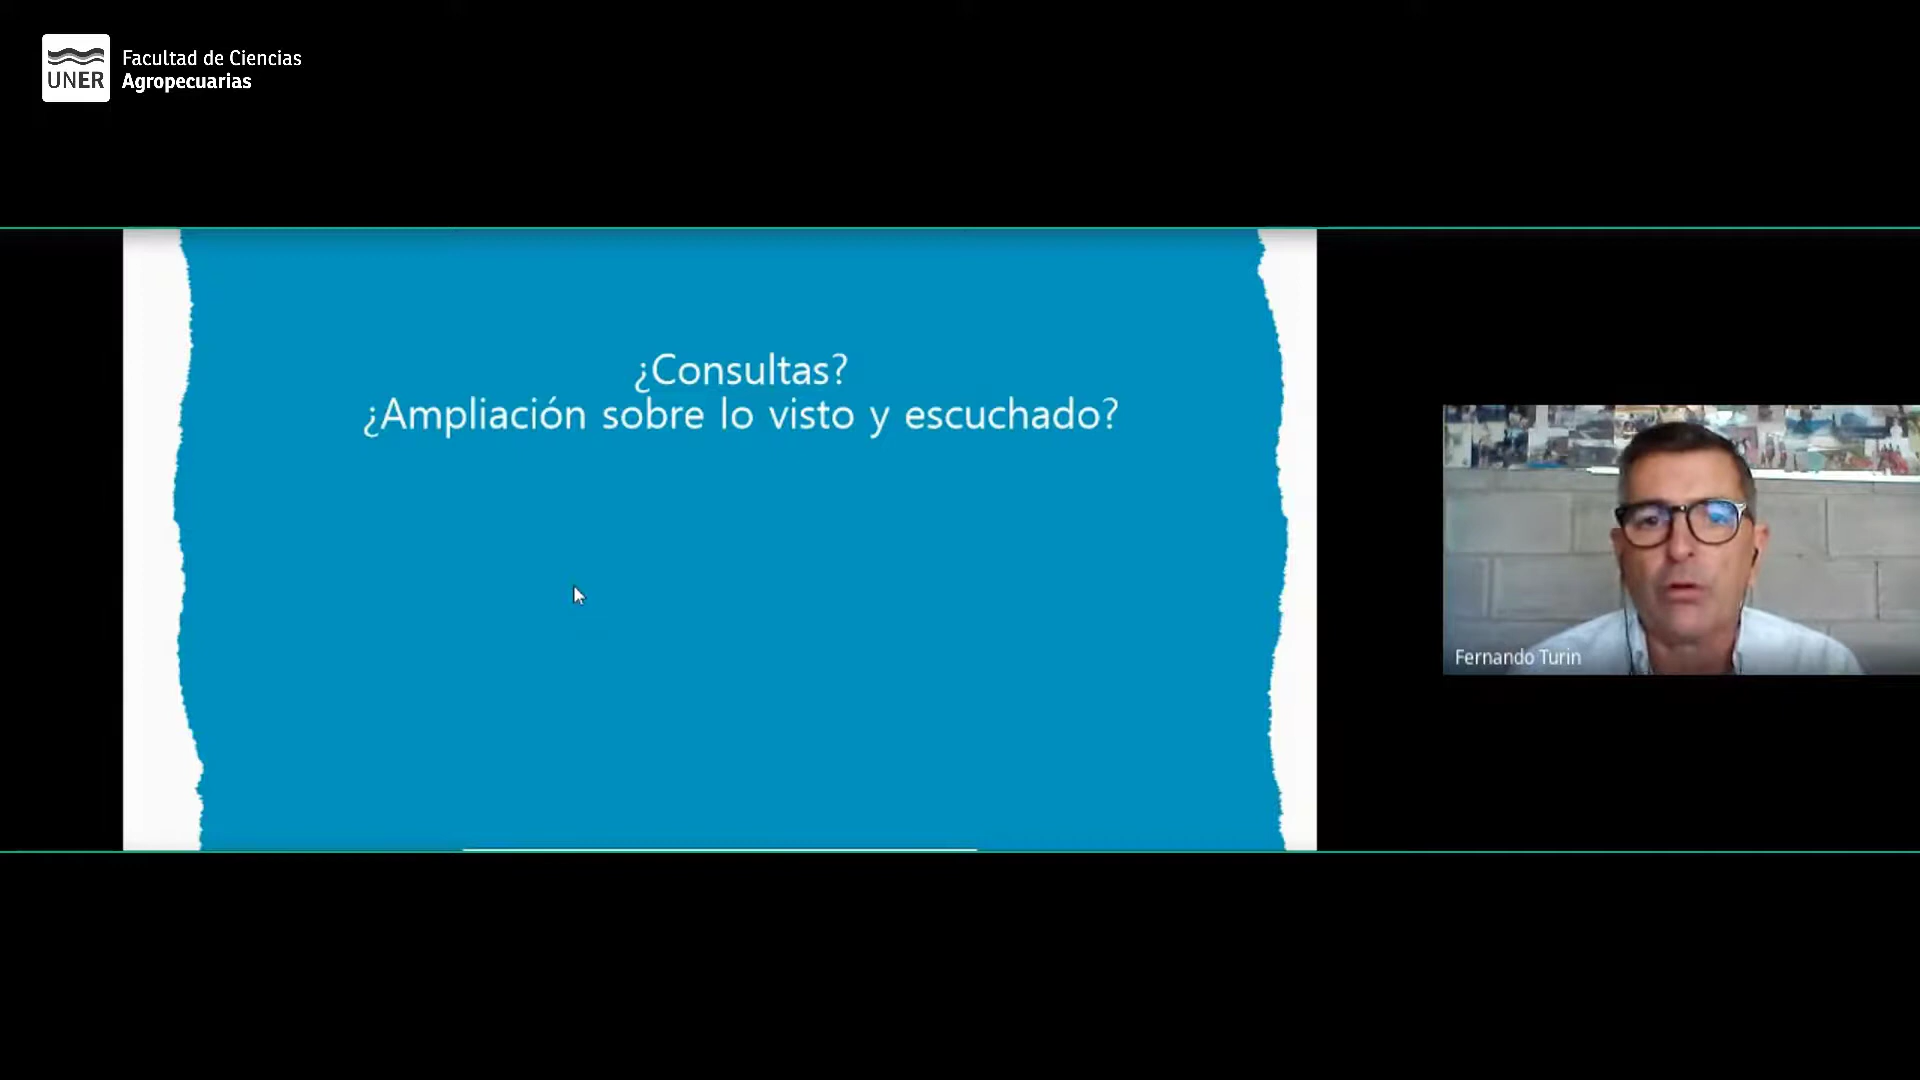 UNER
Facultad de Ciencias
Agropecuarias
¿Consultas?
¿Ampliación sobre lo visto y escuchado?
Fernando Turin